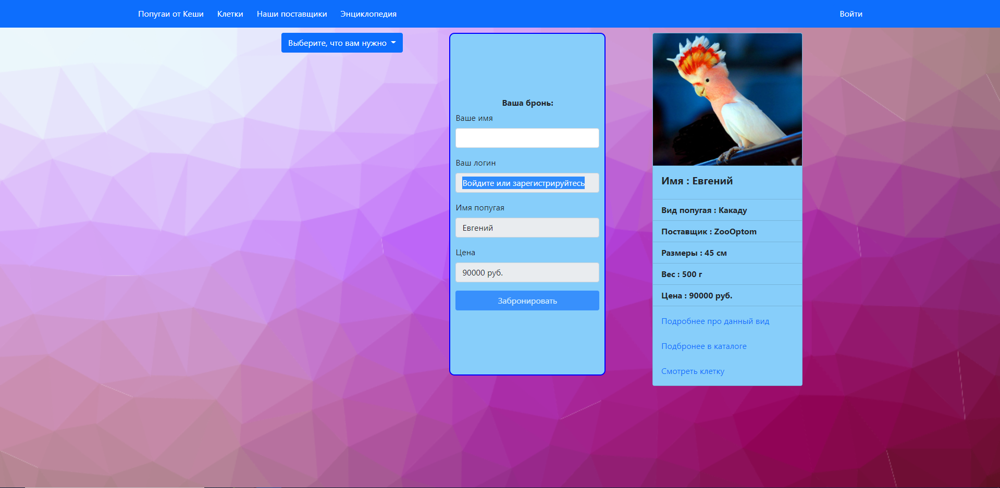 Попугаи от Кеши Клетки Наши поставщики Энциклопедия Войти
Выберите, что вам нужно
Ваша бронь:
Ваше имя
Ваш логин
Войдите или зарегистрируйтесь
Имя попугая
Евгений
Цена
90000 руб.
Забронировать
Имя : Евгений
Вид попугая : Какаду
Поставщик : ZooOptom
Размеры : 45 см
Вес : 500 г
Цена : 90000 руб.
Подробнее про данный вид
Подбронее в каталоге
Смотреть клетку